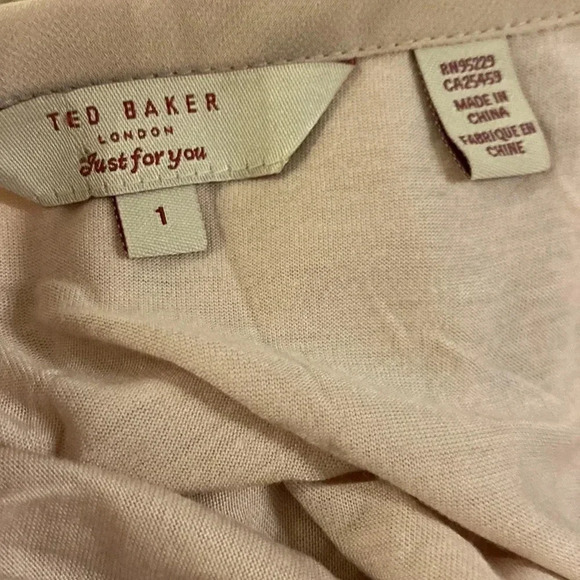 TED BAKER
LONDON
Just for you
1
RN95229
CA25459
MADE IN
CHINA
FABRIQUE EN
CHINE